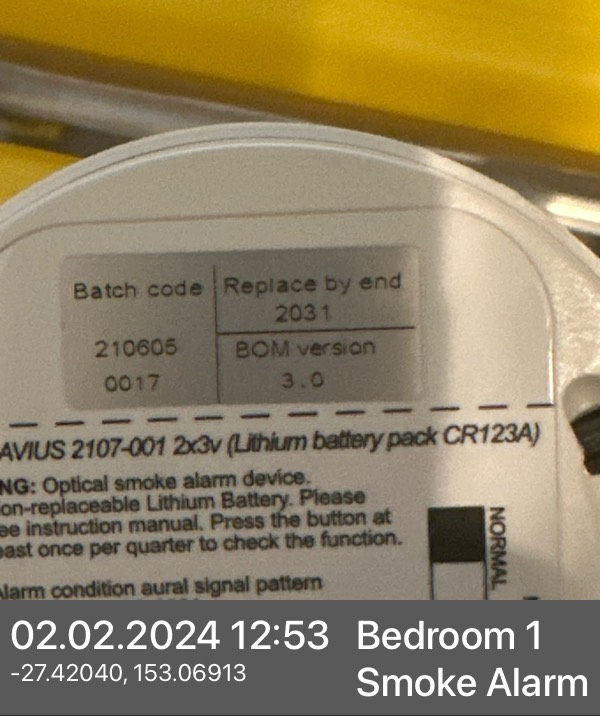 Batch code
210605
0017
Replace by end
2031
BOM version
3.0
AVIUS 2107-001 2x3v (Lithium battery pack CR123A)
NG: Optical smoke alarm device.
on-replaceable Lithium Battery. Please
ee instruction manual. Press the button at
east once per quarter to check the function.
Alarm condition aural signal pattern
NORMAL
02.02.2024 12:53
-27.42040, 153.06913
Bedroom 1
Smoke Alarm